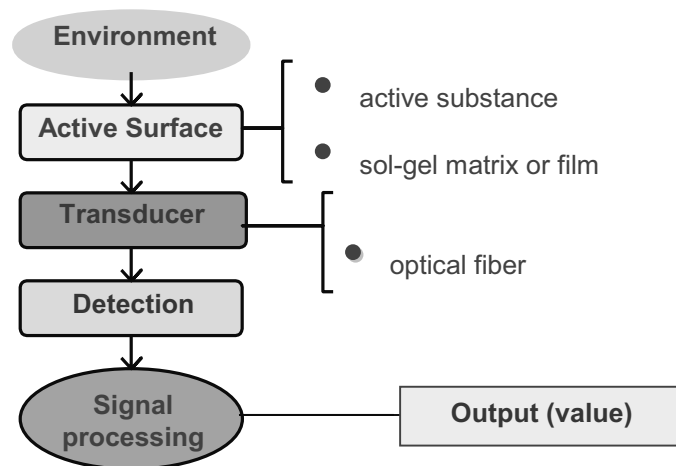 Environment
Active Surface
● active substance
● sol-gel matrix or film
Transducer
● optical fiber
Detection
Signal
processing
Output (value)